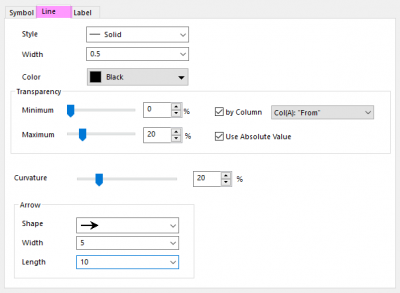 Symbol Line Label
Style Solid
Width 0.5
Color Black
Transparency
Minimum 0 % by Column Col(A): "From"
Maximum 20 % Use Absolute Value
Curvature 20 %
Arrow
Shape
Width 5
Length 10